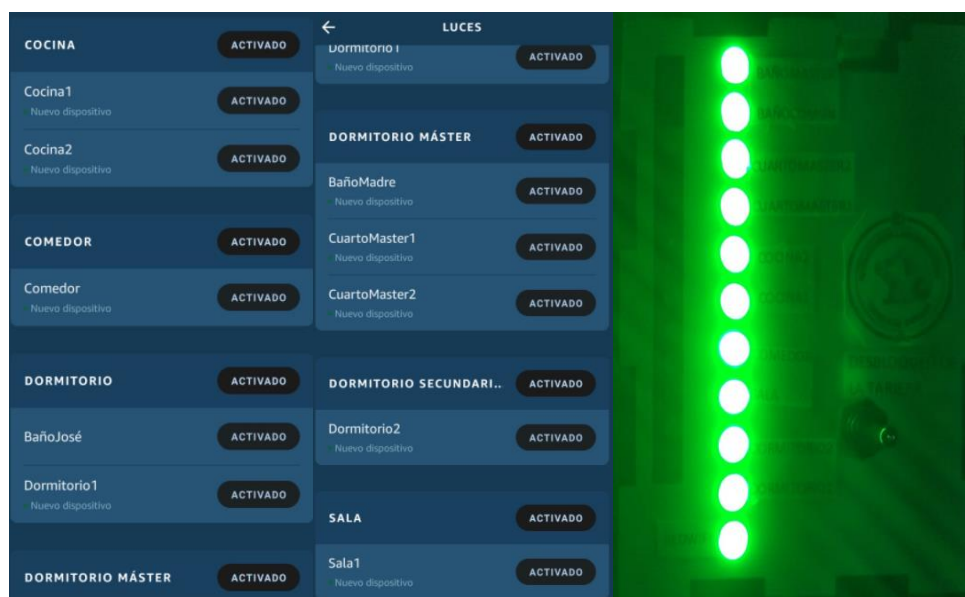 COCINA ACTIVADO
Cocina1
Nuevo dispositivo
ACTIVADO
Cocina2
Nuevo dispositivo
ACTIVADO
COMEDOR ACTIVADO
Comedor
Nuevo dispositivo
ACTIVADO
DORMITORIO ACTIVADO
BañoJosé ACTIVADO
Dormitorio1
Nuevo dispositivo
ACTIVADO
DORMITORIO MÁSTER ACTIVADO
LUCES
Dormitorio1
Nuevo dispositivo
ACTIVADO
DORMITORIO MÁSTER ACTIVADO
BañoMadre
Nuevo dispositivo
ACTIVADO
CuartoMaster1
Nuevo dispositivo
ACTIVADO
CuartoMaster2
Nuevo dispositivo
ACTIVADO
DORMITORIO SECUNDARI.. ACTIVADO
Dormitorio2
Nuevo dispositivo
ACTIVADO
SALA ACTIVADO
Sala1
Nuevo dispositivo
ACTIVADO